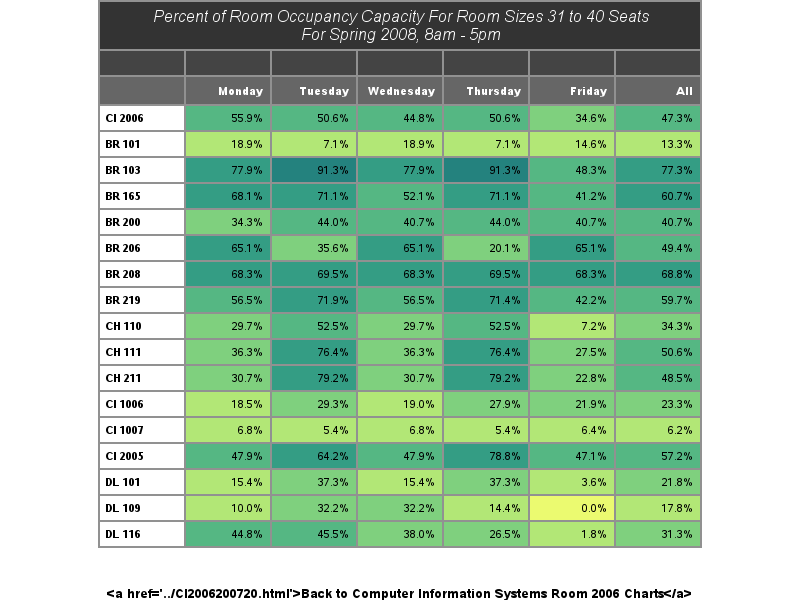 Percent of Room Occupancy Capacity For Room Sizes 31 to 40 Seats
For Spring 2008, 8am - 5pm
Monday Tuesday Wednesday Thursday Friday All
CI 2006 55.9% 50.6% 44.8% 50.6% 34.6% 47.3%
BR 101 18.9% 7.1% 18.9% 7.1% 14.6% 13.3%
BR 103 77.9% 91.3% 77.9% 91.3% 48.3% 77.3%
BR 165 68.1% 71.1% 52.1% 71.1% 41.2% 60.7%
BR 200 34.3% 44.0% 40.7% 44.0% 40.7% 40.7%
BR 206 65.1% 35.6% 65.1% 20.1% 65.1% 49.4%
BR 208 68.3% 69.5% 68.3% 69.5% 68.3% 68.8%
BR 219 56.5% 71.9% 56.5% 71.4% 42.2% 59.7%
CH 110 29.7% 52.5% 29.7% 52.5% 7.2% 34.3%
CH 111 36.3% 76.4% 36.3% 76.4% 27.5% 50.6%
CH 211 30.7% 79.2% 30.7% 79.2% 22.8% 48.5%
CI 1006 18.5% 29.3% 19.0% 27.9% 21.9% 23.3%
CI 1007 6.8% 5.4% 6.8% 5.4% 6.4% 6.2%
CI 2005 47.9% 64.2% 47.9% 78.8% 47.1% 57.2%
DL 101 15.4% 37.3% 15.4% 37.3% 3.6% 21.8%
DL 109 10.0% 32.2% 32.2% 14.4% 0.0% 17.8%
DL 116 44.8% 45.5% 38.0% 26.5% 1.8% 31.3%
<a href='../CI2006200720.html'>Back to Computer Information Systems Room 2006 Charts</a>